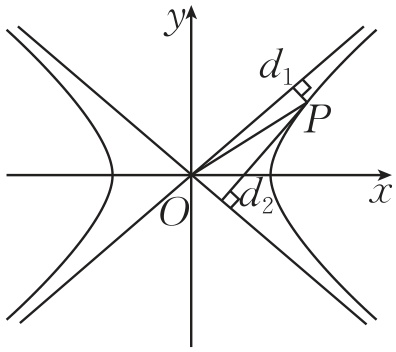 y
d₁
P
O
d₂
x